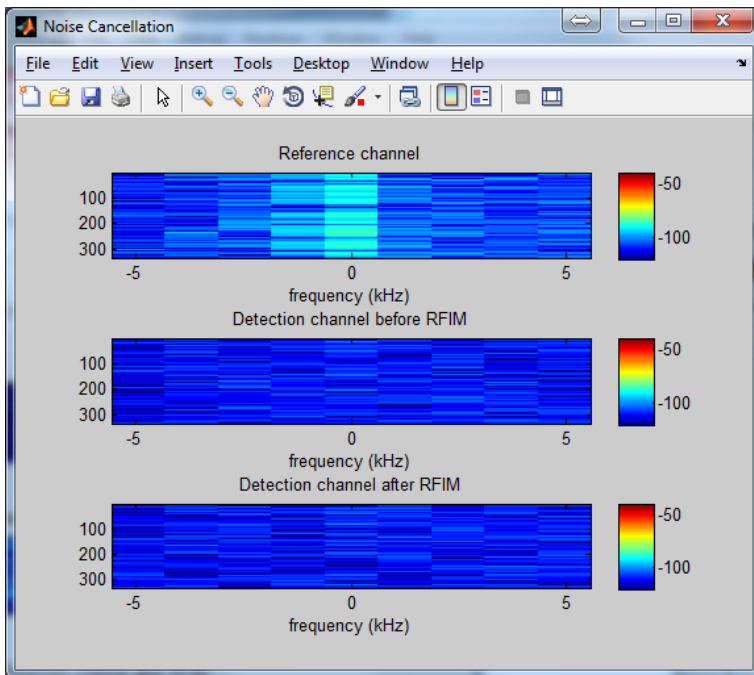 Noise Cancellation
File Edit View Insert Tools Desktop Window Help
Reference channel
100
200
300
-5 0 5
frequency (kHz)
-50
-100
Detection channel before RFIM
100
200
300
-5 0 5
frequency (kHz)
-50
-100
Detection channel after RFIM
100
200
300
-5 0 5
frequency (kHz)
-50
-100